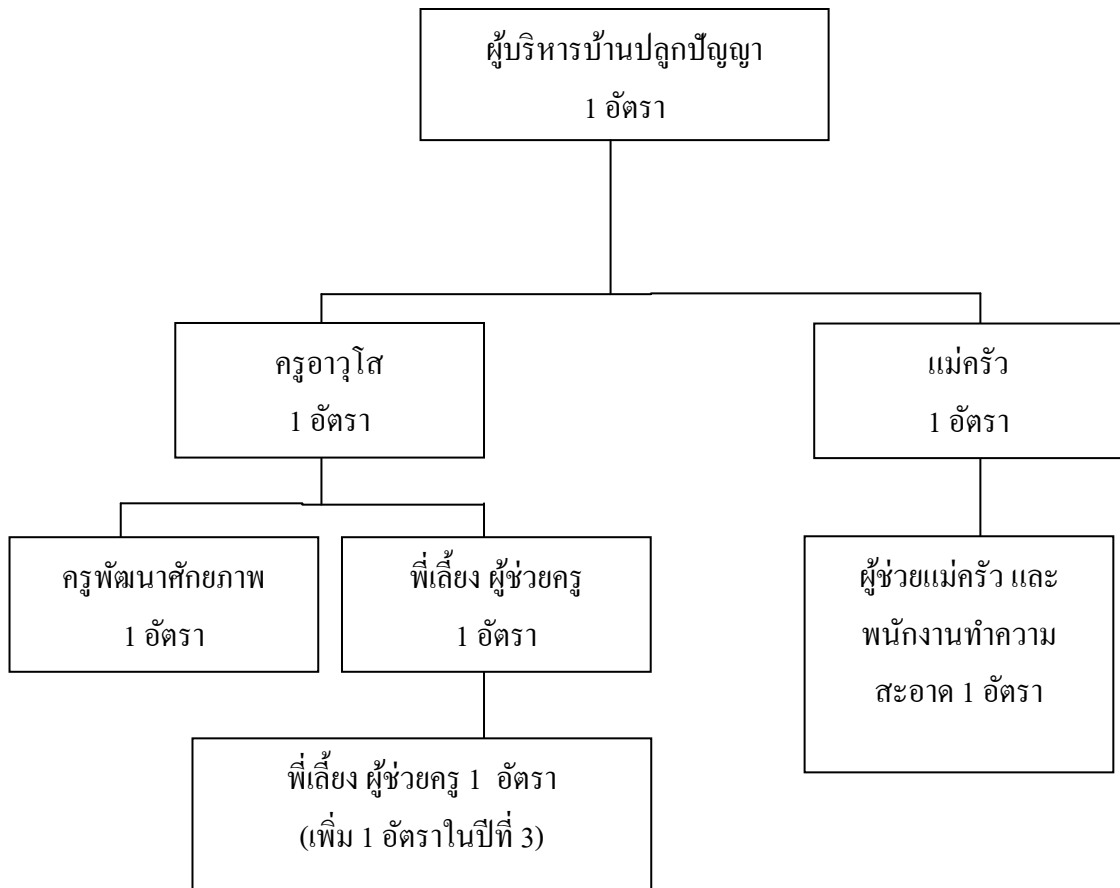 ผู้บริหารบ้านปลูกปัญญา
1 อัตรา
ครูอาวุโส
1 อัตรา
แม่ครัว
1 อัตรา
ครูพัฒนาศักยภาพ
1 อัตรา
พี่เลี้ยง ผู้ช่วยครู
1 อัตรา
ผู้ช่วยแม่ครัว และ
พนักงานทำความ
สะอาด 1 อัตรา
พี่เลี้ยง ผู้ช่วยครู 1 อัตรา
(เพิ่ม 1 อัตราในปีที่ 3)